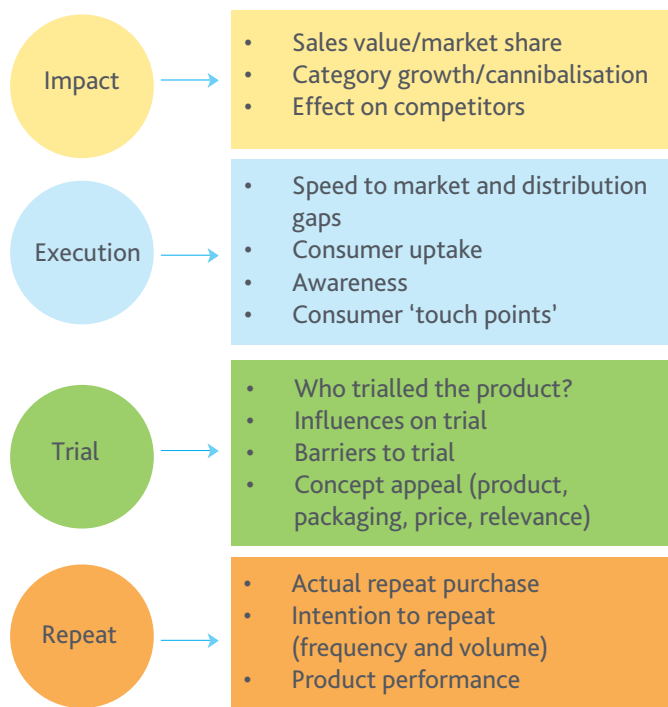 Impact
• Sales value/market share
• Category growth/cannibalisation
• Effect on competitors
Execution
• Speed to market and distribution
gaps
• Consumer uptake
• Awareness
• Consumer ‘touch points’
Trial
• Who trialled the product?
• Influences on trial
• Barriers to trial
• Concept appeal (product,
packaging, price, relevance)
Repeat
• Actual repeat purchase
• Intention to repeat
(frequency and volume)
• Product performance